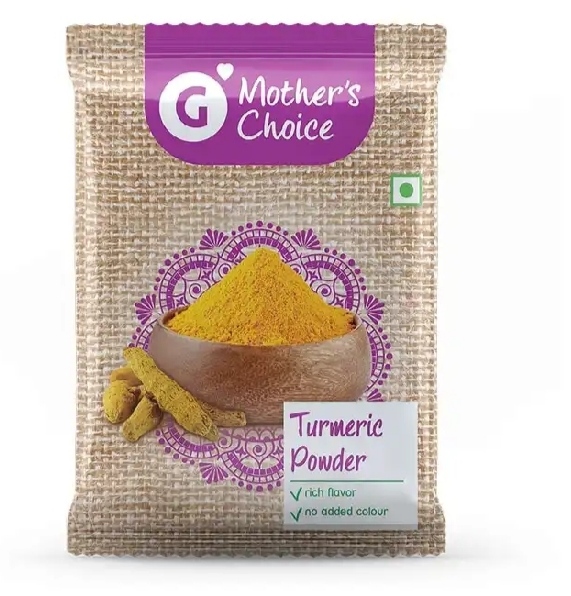 G
Mother's
Choice
Turmeric
Powder
rich flavor
no added colour